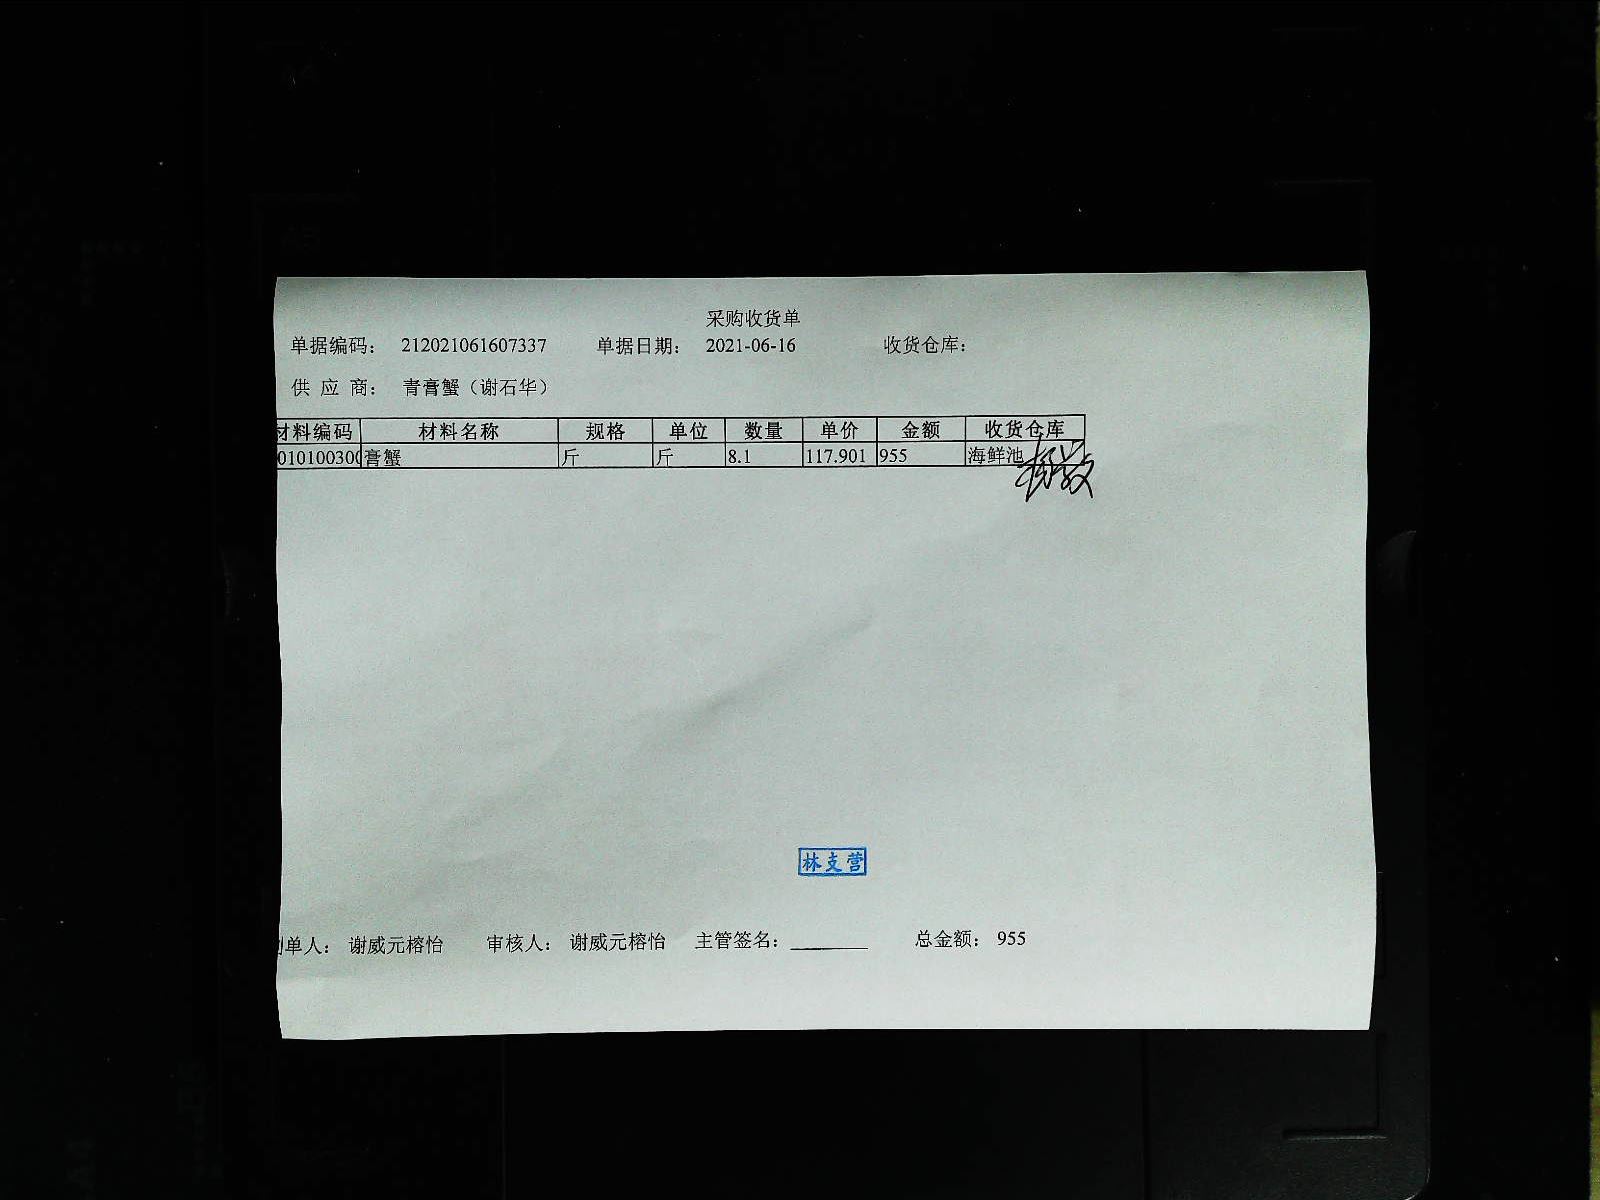 采购收货单
单据编码： 212021061607337 单据日期： 2021-06-16 收货仓库：
供 应 商： 青膏蟹（谢石华）
材料编码 材料名称 规格 单位 数量 单价 金额 收货仓库
010100300 膏蟹 斤 斤 8.1 117.901 955 海鲜池
林支营
制单人： 谢威元榕怡 审核人： 谢威元榕怡 主管签名： 总金额： 955